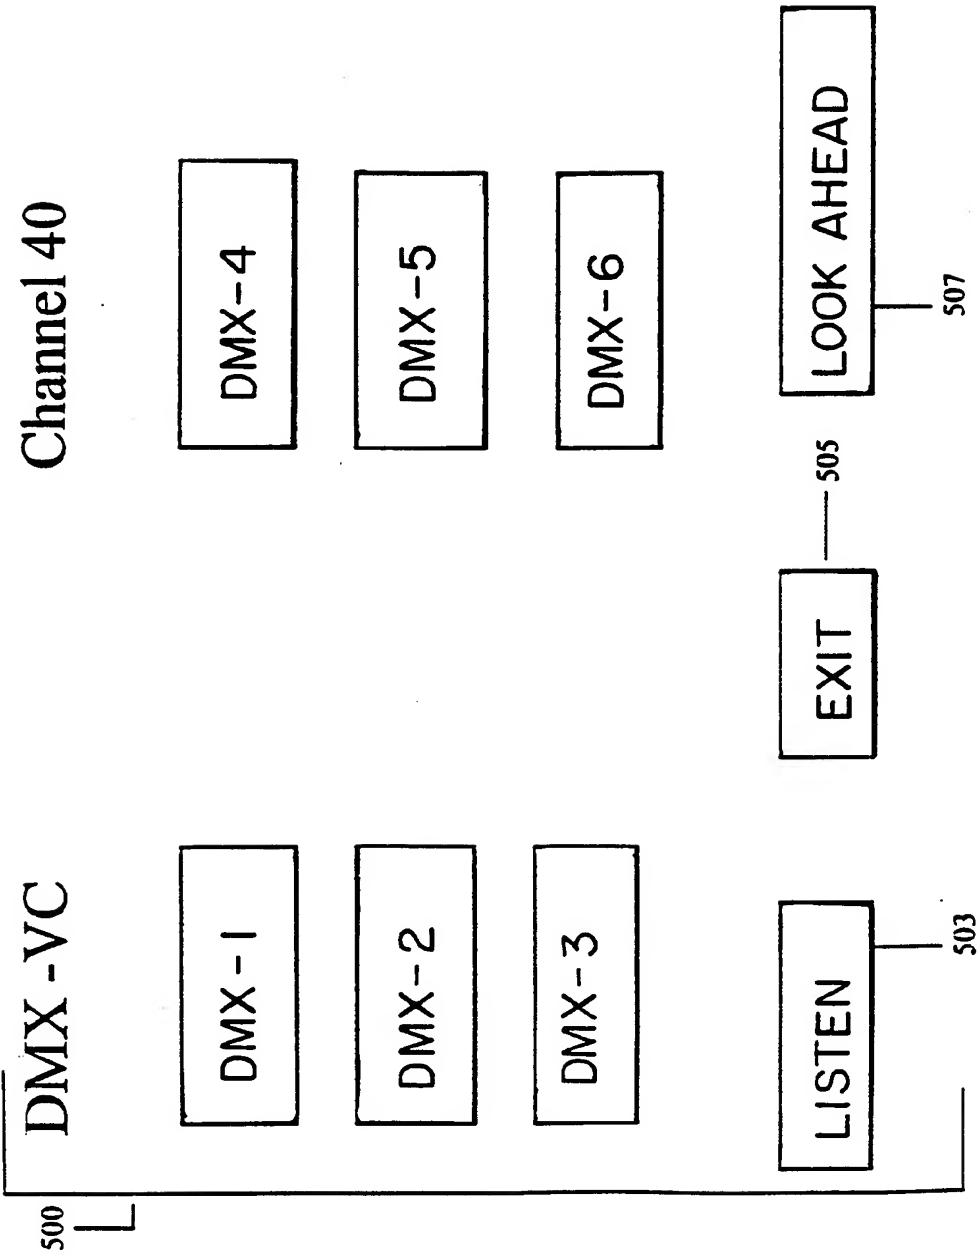 500
DMX-VC
Channel 40
DMX-1
DMX-4
DMX-2
DMX-5
DMX-3
DMX-6
LISTEN
EXIT
LOOK AHEAD
505
503
507